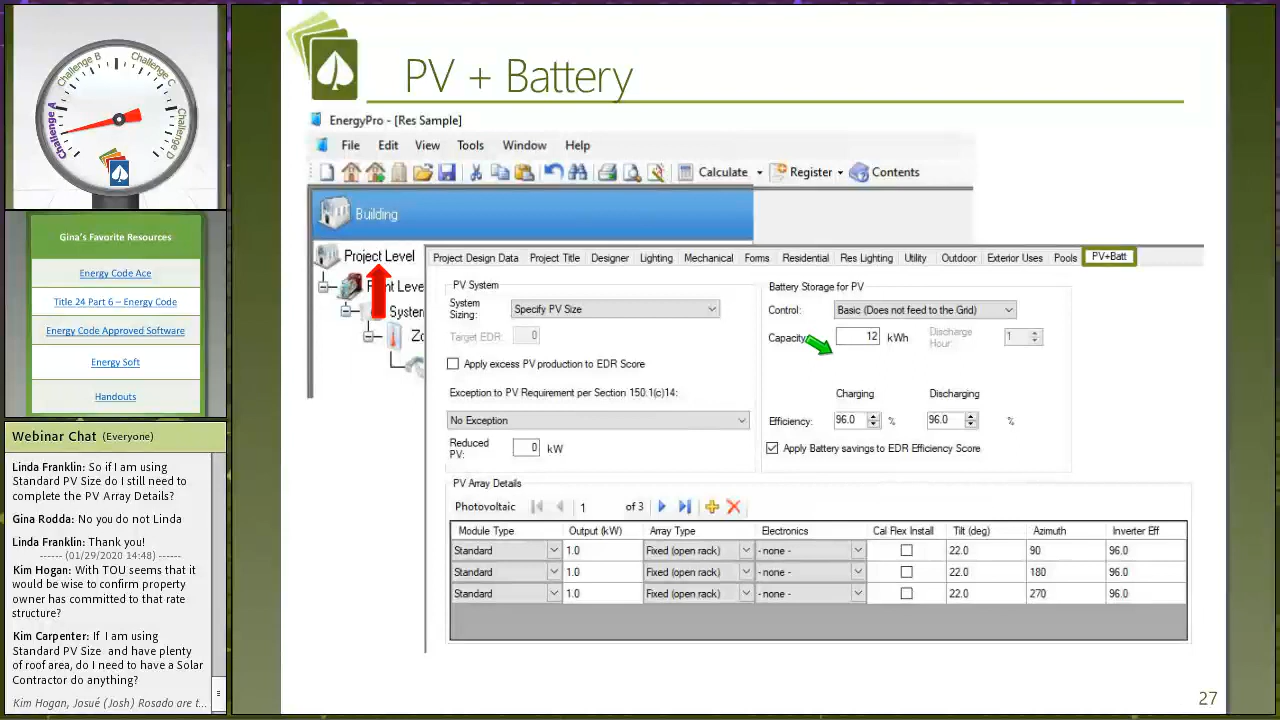 Challenge A
Challenge B
Challenge C
Challenge D
Gina's Favorite Resources
Energy Code Ace
Title 24 Part 6 – Energy Code
Energy Code Approved Software
Energy Soft
Handouts
Webinar Chat (Everyone)
Linda Franklin: So if I am using
Standard PV Size do I still need to
complete the PV Array Details?
Gina Rodda: No you do not Linda
Linda Franklin: Thank you!
------ (01/29/2020 14:48) ------
Kim Hogan: With TOU seems that it
would be wise to confirm property
owner has committed to that rate
structure?
Kim Carpenter: If I am using
Standard PV Size and have plenty
of roof area, do I need to have a Solar
Contractor do anything?
Kim Hogan, Josué (Josh) Rosado are t...
PV + Battery
EnergyPro - [Res Sample]
File Edit View Tools Window Help
Calculate Register Contents
Building
Project Level
Syster
Project Design Data Project Title Designer Lighting Mechanical Forms Residential Res Lighting Utility Outdoor Exterior Uses Pools PV+Batt
PV System
System Sizing: Specify PV Size
Target EDR: 0
Apply excess PV production to EDR Score
Exception to PV Requirement per Section 150.1(c)14:
No Exception
Reduced PV: 0 kW
Battery Storage for PV
Control: Basic (Does not feed to the Grid)
Capacity: 12 kWh Discharge Hour: 1
Charging Discharging
Efficiency: 96.0 % 96.0 %
Apply Battery savings to EDR Efficiency Score
PV Array Details
Photovoltaic 1 of 3
Module Type Output (kW) Array Type Electronics Cal Flex Install Tilt (deg) Azimuth Inverter Eff
Standard 1.0 Fixed (open rack) - none - 22.0 90 96.0
Standard 1.0 Fixed (open rack) - none - 22.0 180 96.0
Standard 1.0 Fixed (open rack) - none - 22.0 270 96.0
27